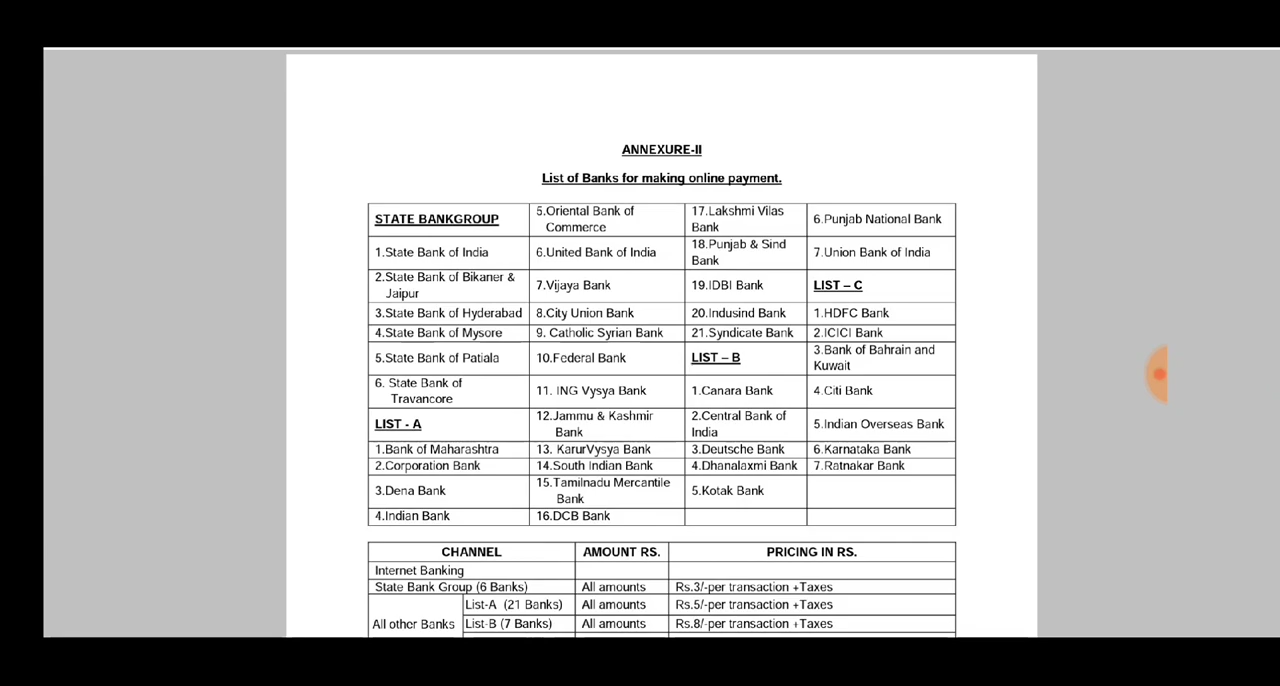 ANNEXURE-II
List of Banks for making online payment.
STATE BANKGROUP
1.State Bank of India
2.State Bank of Bikaner &
Jaipur
3.State Bank of Hyderabad
4.State Bank of Mysore
5.State Bank of Patiala
6. State Bank of
Travancore
LIST - A
1.Bank of Maharashtra
2.Corporation Bank
3.Dena Bank
4.Indian Bank
5.Oriental Bank of
Commerce
6.United Bank of India
7.Vijaya Bank
8.City Union Bank
9. Catholic Syrian Bank
10.Federal Bank
11. ING Vysya Bank
12.Jammu & Kashmir
Bank
13. KarurVysya Bank
14.South Indian Bank
15.Tamilnadu Mercantile
Bank
16.DCB Bank
17.Lakshmi Vilas
Bank
18.Punjab & Sind
Bank
19.IDBI Bank
20.Indusind Bank
21.Syndicate Bank
LIST – B
1.Canara Bank
2.Central Bank of
India
3.Deutsche Bank
4.Dhanalaxmi Bank
5.Kotak Bank
6.Punjab National Bank
7.Union Bank of India
LIST – C
1.HDFC Bank
2.ICICI Bank
3.Bank of Bahrain and
Kuwait
4.Citi Bank
5.Indian Overseas Bank
6.Karnataka Bank
7.Ratnakar Bank
CHANNEL AMOUNT RS. PRICING IN RS.
Internet Banking
State Bank Group (6 Banks) All amounts Rs.3/-per transaction +Taxes
List-A (21 Banks) All amounts Rs.5/-per transaction +Taxes
All other Banks List-B (7 Banks) All amounts Rs.8/-per transaction +Taxes